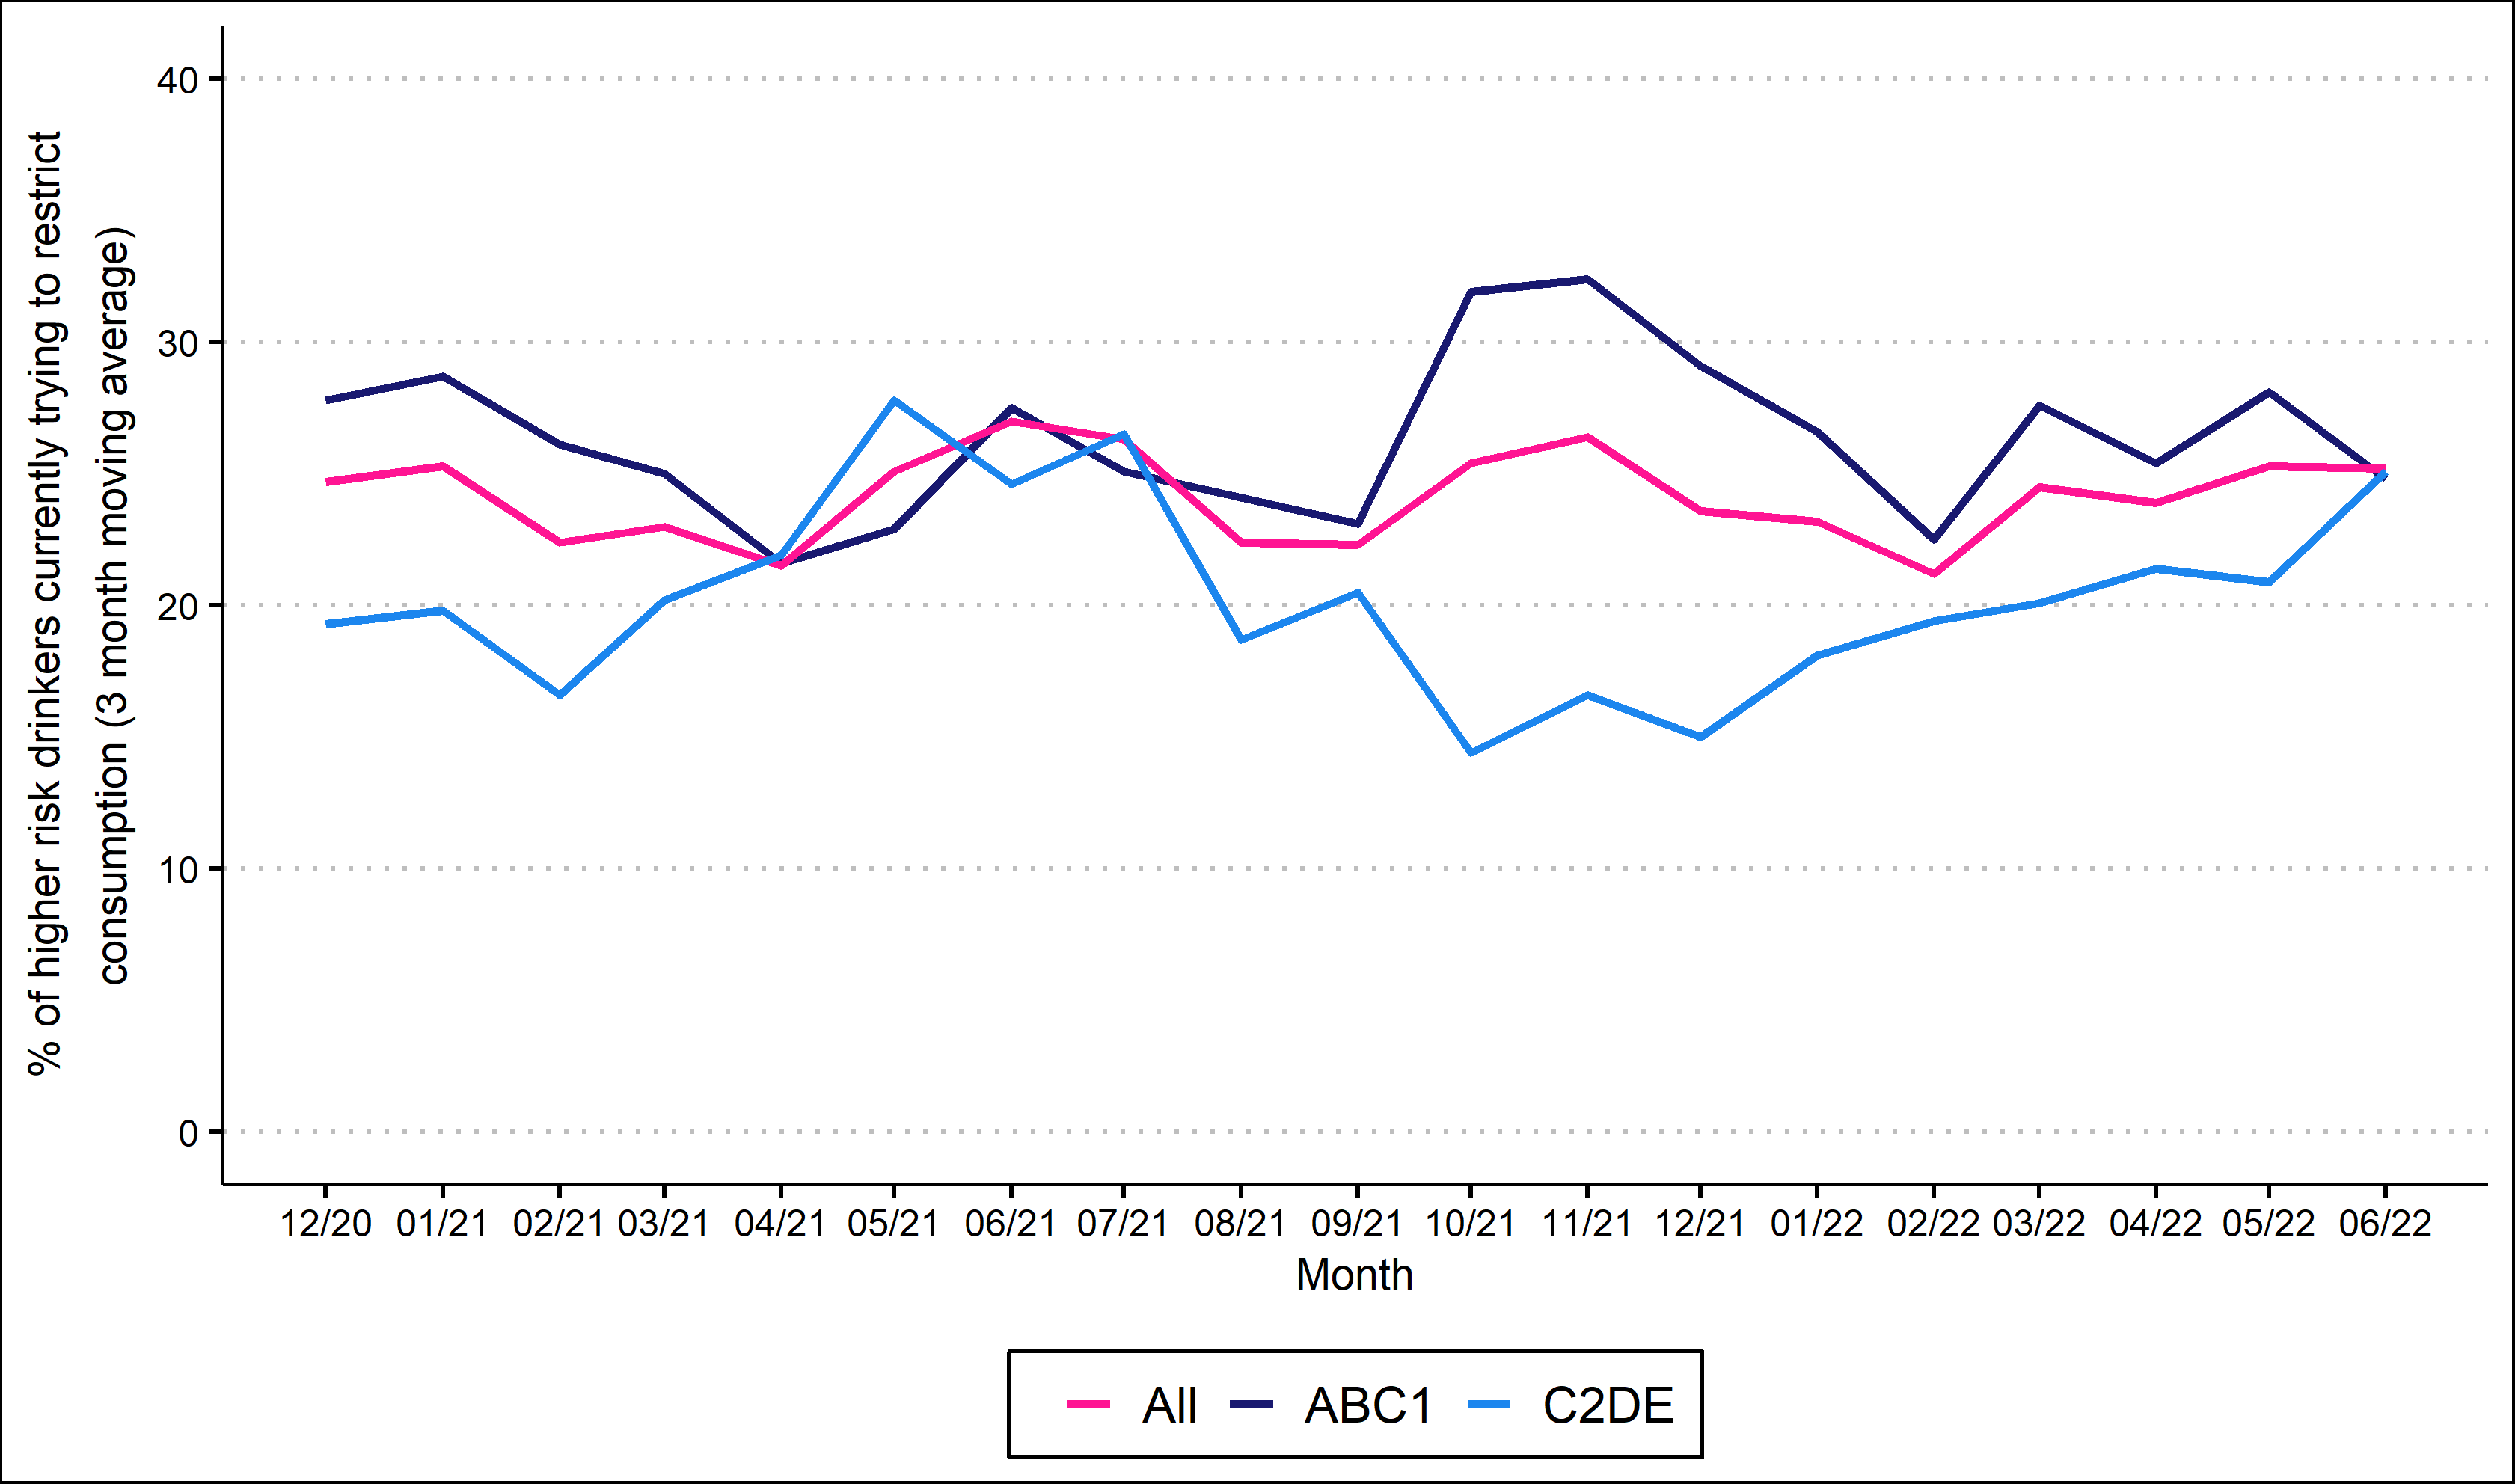 % of higher risk drinkers currently trying to restrict
consumption (3 month moving average)
40
30
20
10
0
12/20 01/21 02/21 03/21 04/21 05/21 06/21 07/21 08/21 09/21 10/21 11/21 12/21 01/22 02/22 03/22 04/22 05/22 06/22
Month
All ABC1 C2DE